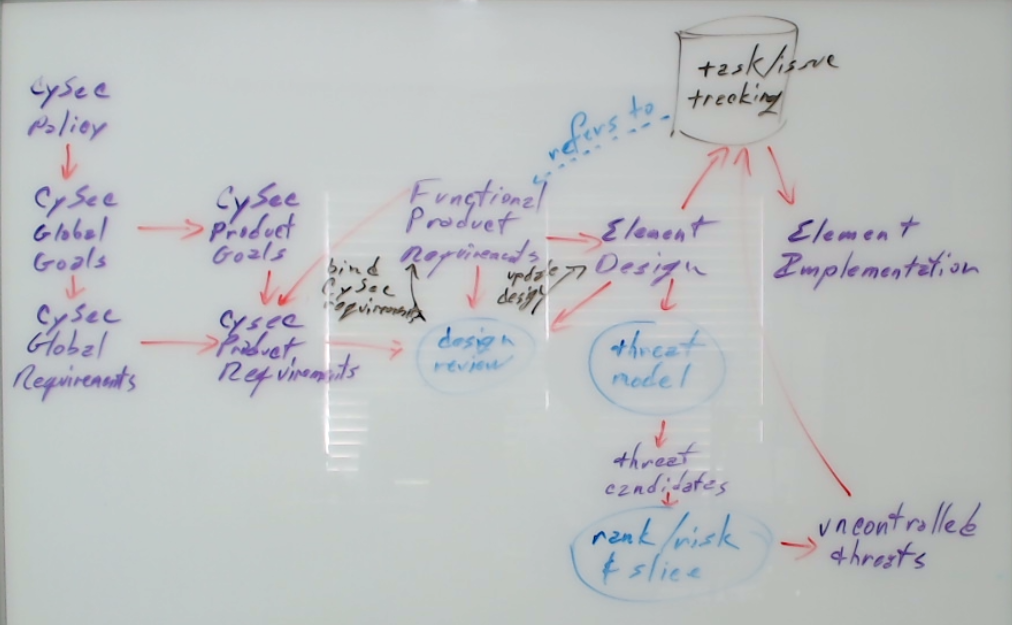 CySec
Policy
CySec
Global
Goals
CySec
Global
Requirements
CySec
Product
Goals
Cysec
Product
Requirements
bind
CySec
requirements
Functional
Product
Requirements
design
review
refers to
update
design
task/issue
tracking
Element
Design
Element
Implementation
threat
model
threat
candidates
rank/risk
& slice
uncontrolled
threats